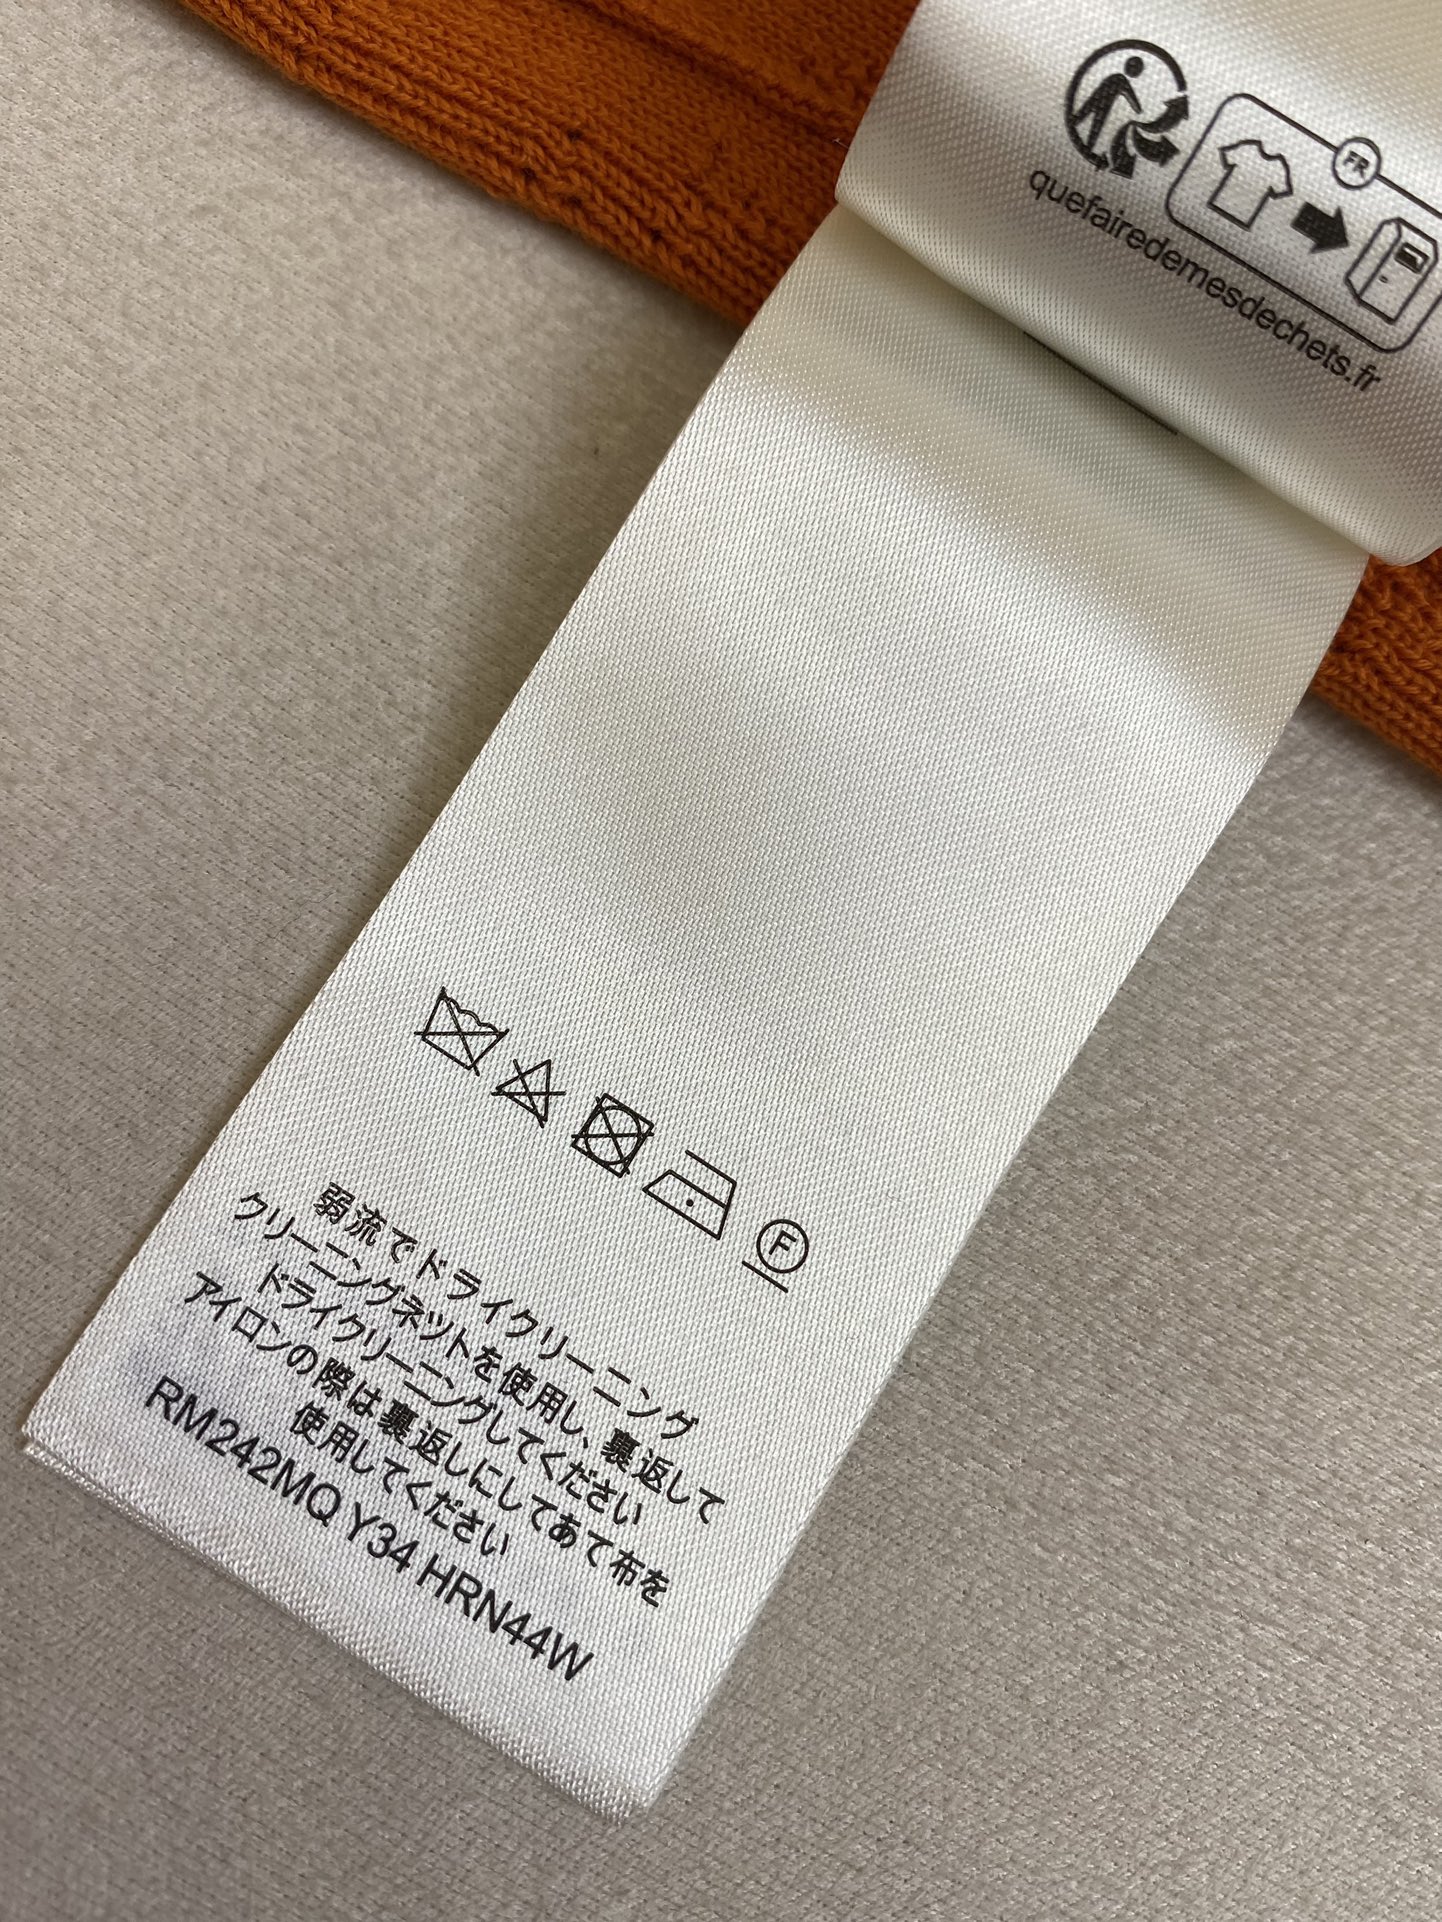 FR
quefairedemesdechets.fr
F
弱流でドライクリーニング
クリーニングネットを使用し、裏返して
ドライクリーニングしてください
アイロンの際は裏返しにしてあて布を
使用してください
RM242MQ Y34 HRN44W